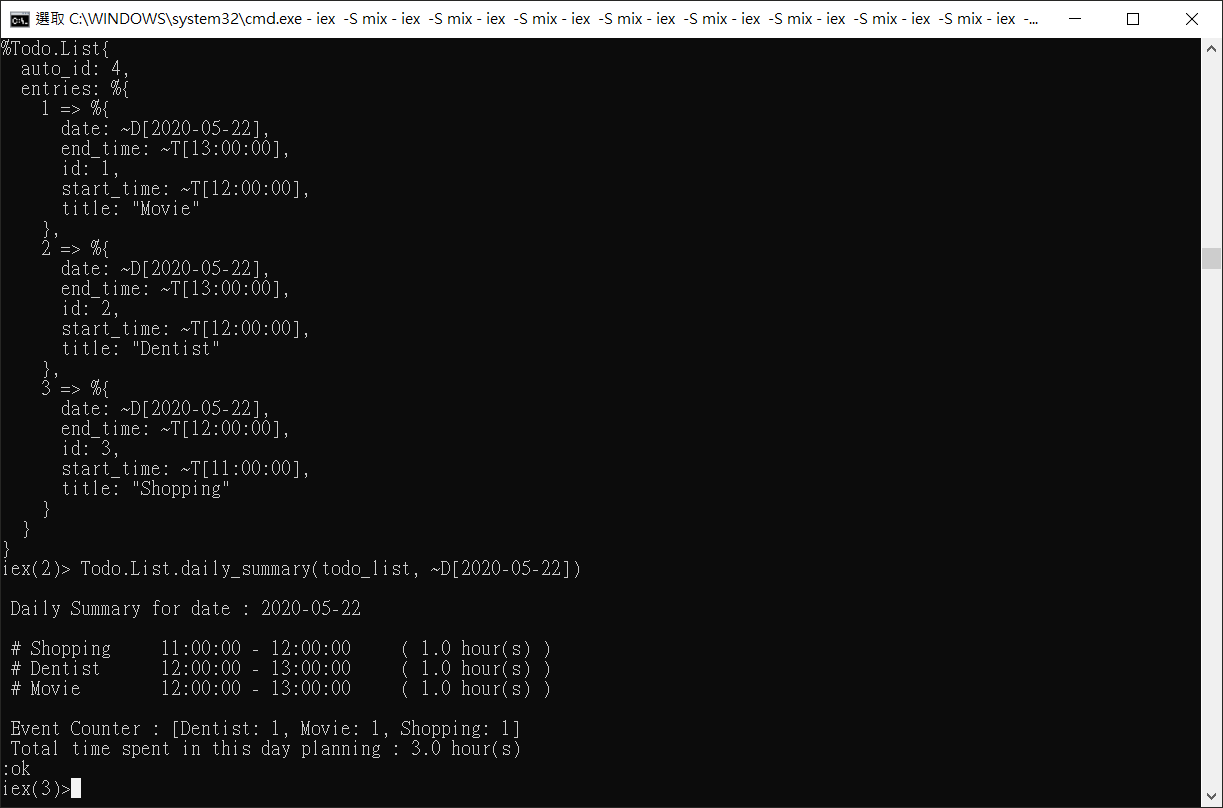 選取 C:\WINDOWS\system32\cmd.exe - iex  -S mix - iex  -S mix - iex  -S mix - iex  -S mix - iex  -S mix - iex  -S mix - iex  -S mix - iex  -S mix - iex  -...
%Todo.List{
  auto_id: 4,
  entries: %{
    1 => %{
      date: ~D[2020-05-22],
      end_time: ~T[13:00:00],
      id: 1,
      start_time: ~T[12:00:00],
      title: "Movie"
    },
    2 => %{
      date: ~D[2020-05-22],
      end_time: ~T[13:00:00],
      id: 2,
      start_time: ~T[12:00:00],
      title: "Dentist"
    },
    3 => %{
      date: ~D[2020-05-22],
      end_time: ~T[12:00:00],
      id: 3,
      start_time: ~T[11:00:00],
      title: "Shopping"
    }
  }
}
iex(2)> Todo.List.daily_summary(todo_list, ~D[2020-05-22])
 Daily Summary for date : 2020-05-22
 # Shopping     11:00:00 - 12:00:00     ( 1.0 hour(s) )
 # Dentist      12:00:00 - 13:00:00     ( 1.0 hour(s) )
 # Movie        12:00:00 - 13:00:00     ( 1.0 hour(s) )
 Event Counter : [Dentist: 1, Movie: 1, Shopping: 1]
 Total time spent in this day planning : 3.0 hour(s)
:ok
iex(3)>